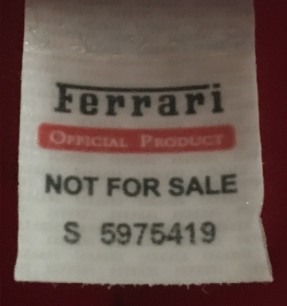 Ferrari
OFFICIAL PRODUCT
NOT FOR SALE
S 5975419